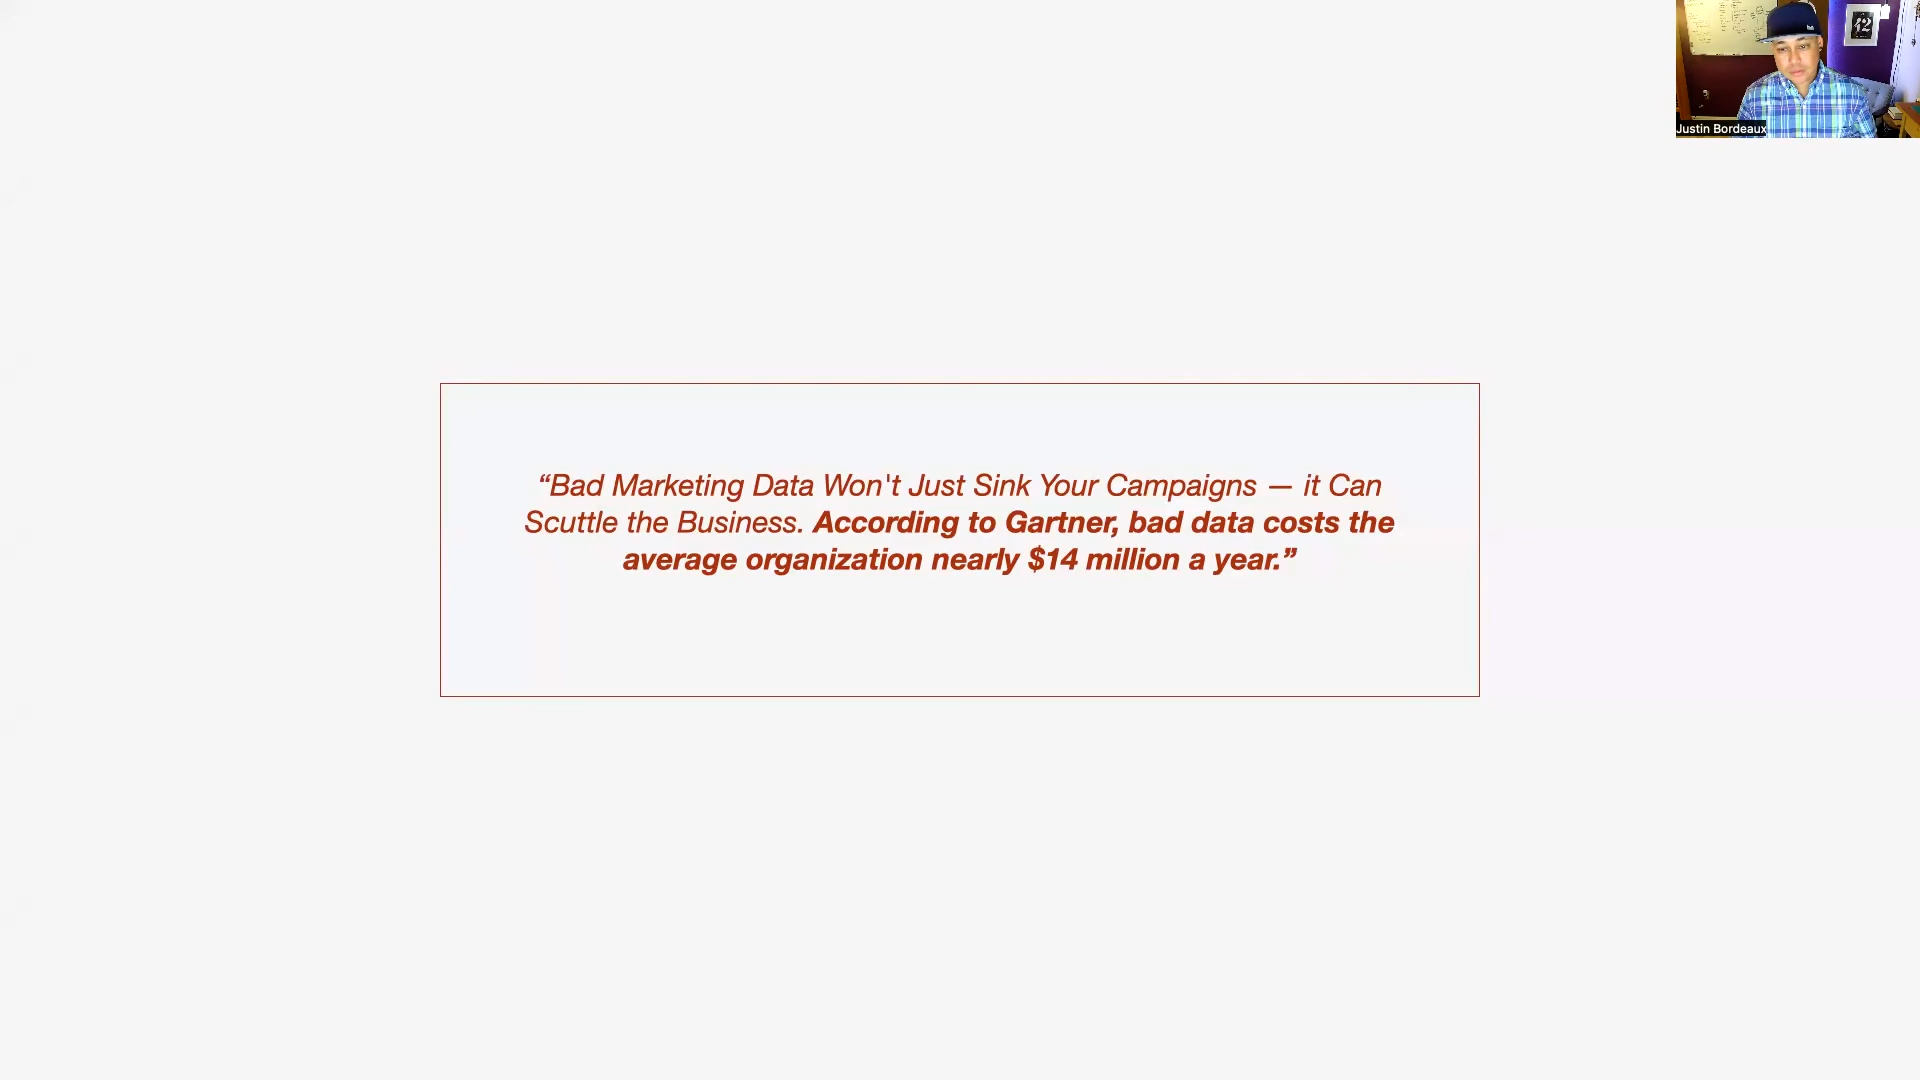 42
Justin Bordeaux
“Bad Marketing Data Won't Just Sink Your Campaigns — it Can
Scuttle the Business. According to Gartner, bad data costs the
average organization nearly $14 million a year.”